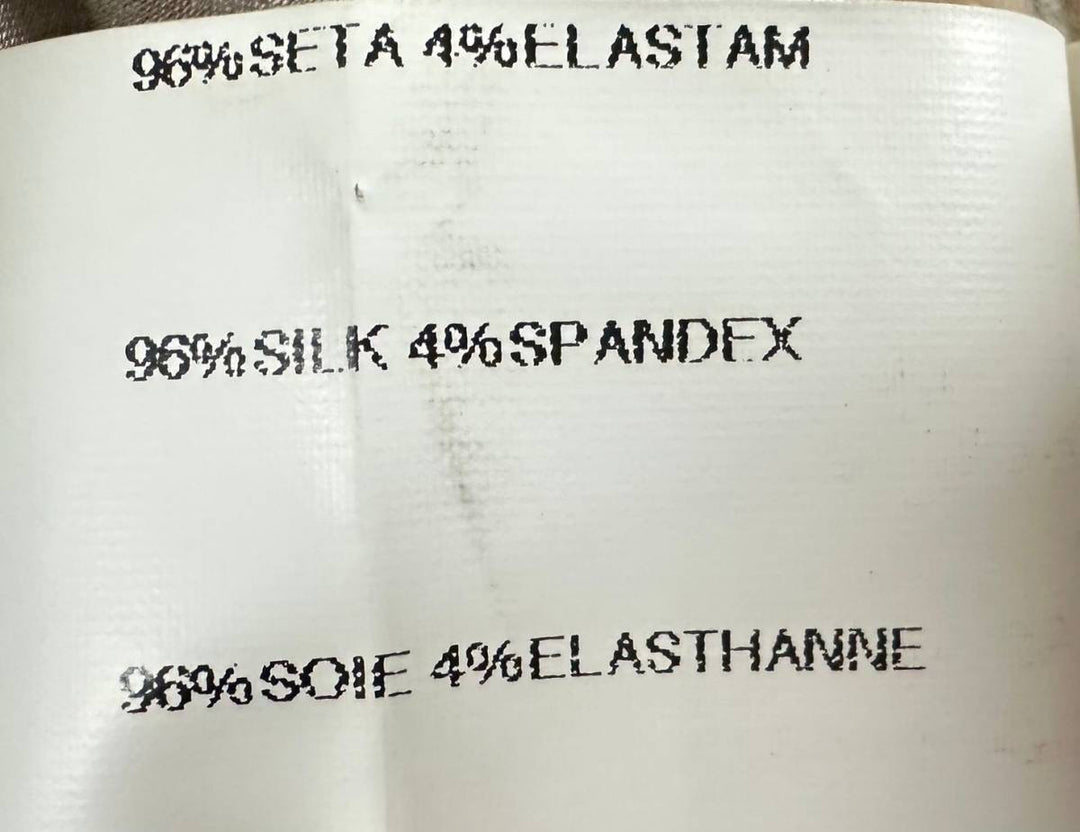 96%SETA 4%ELASTAM
96%SILK 4%SPANDEX
96%SOIE 4%ELASTHANNE